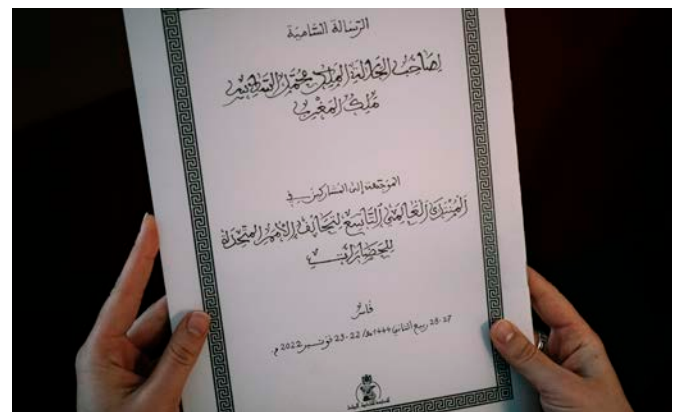 الرسالة السامية
لصاحب الجلالة الملك محمد السادس
ملك المغرب
الموجهة إلى المشاركين في
المنتدى العالمي التاسع لتحالف الأمم المتحدة
للحضارات
فاس
27-28 ربيع الثاني 1444هـ/ 22-23 نونبر 2022م.